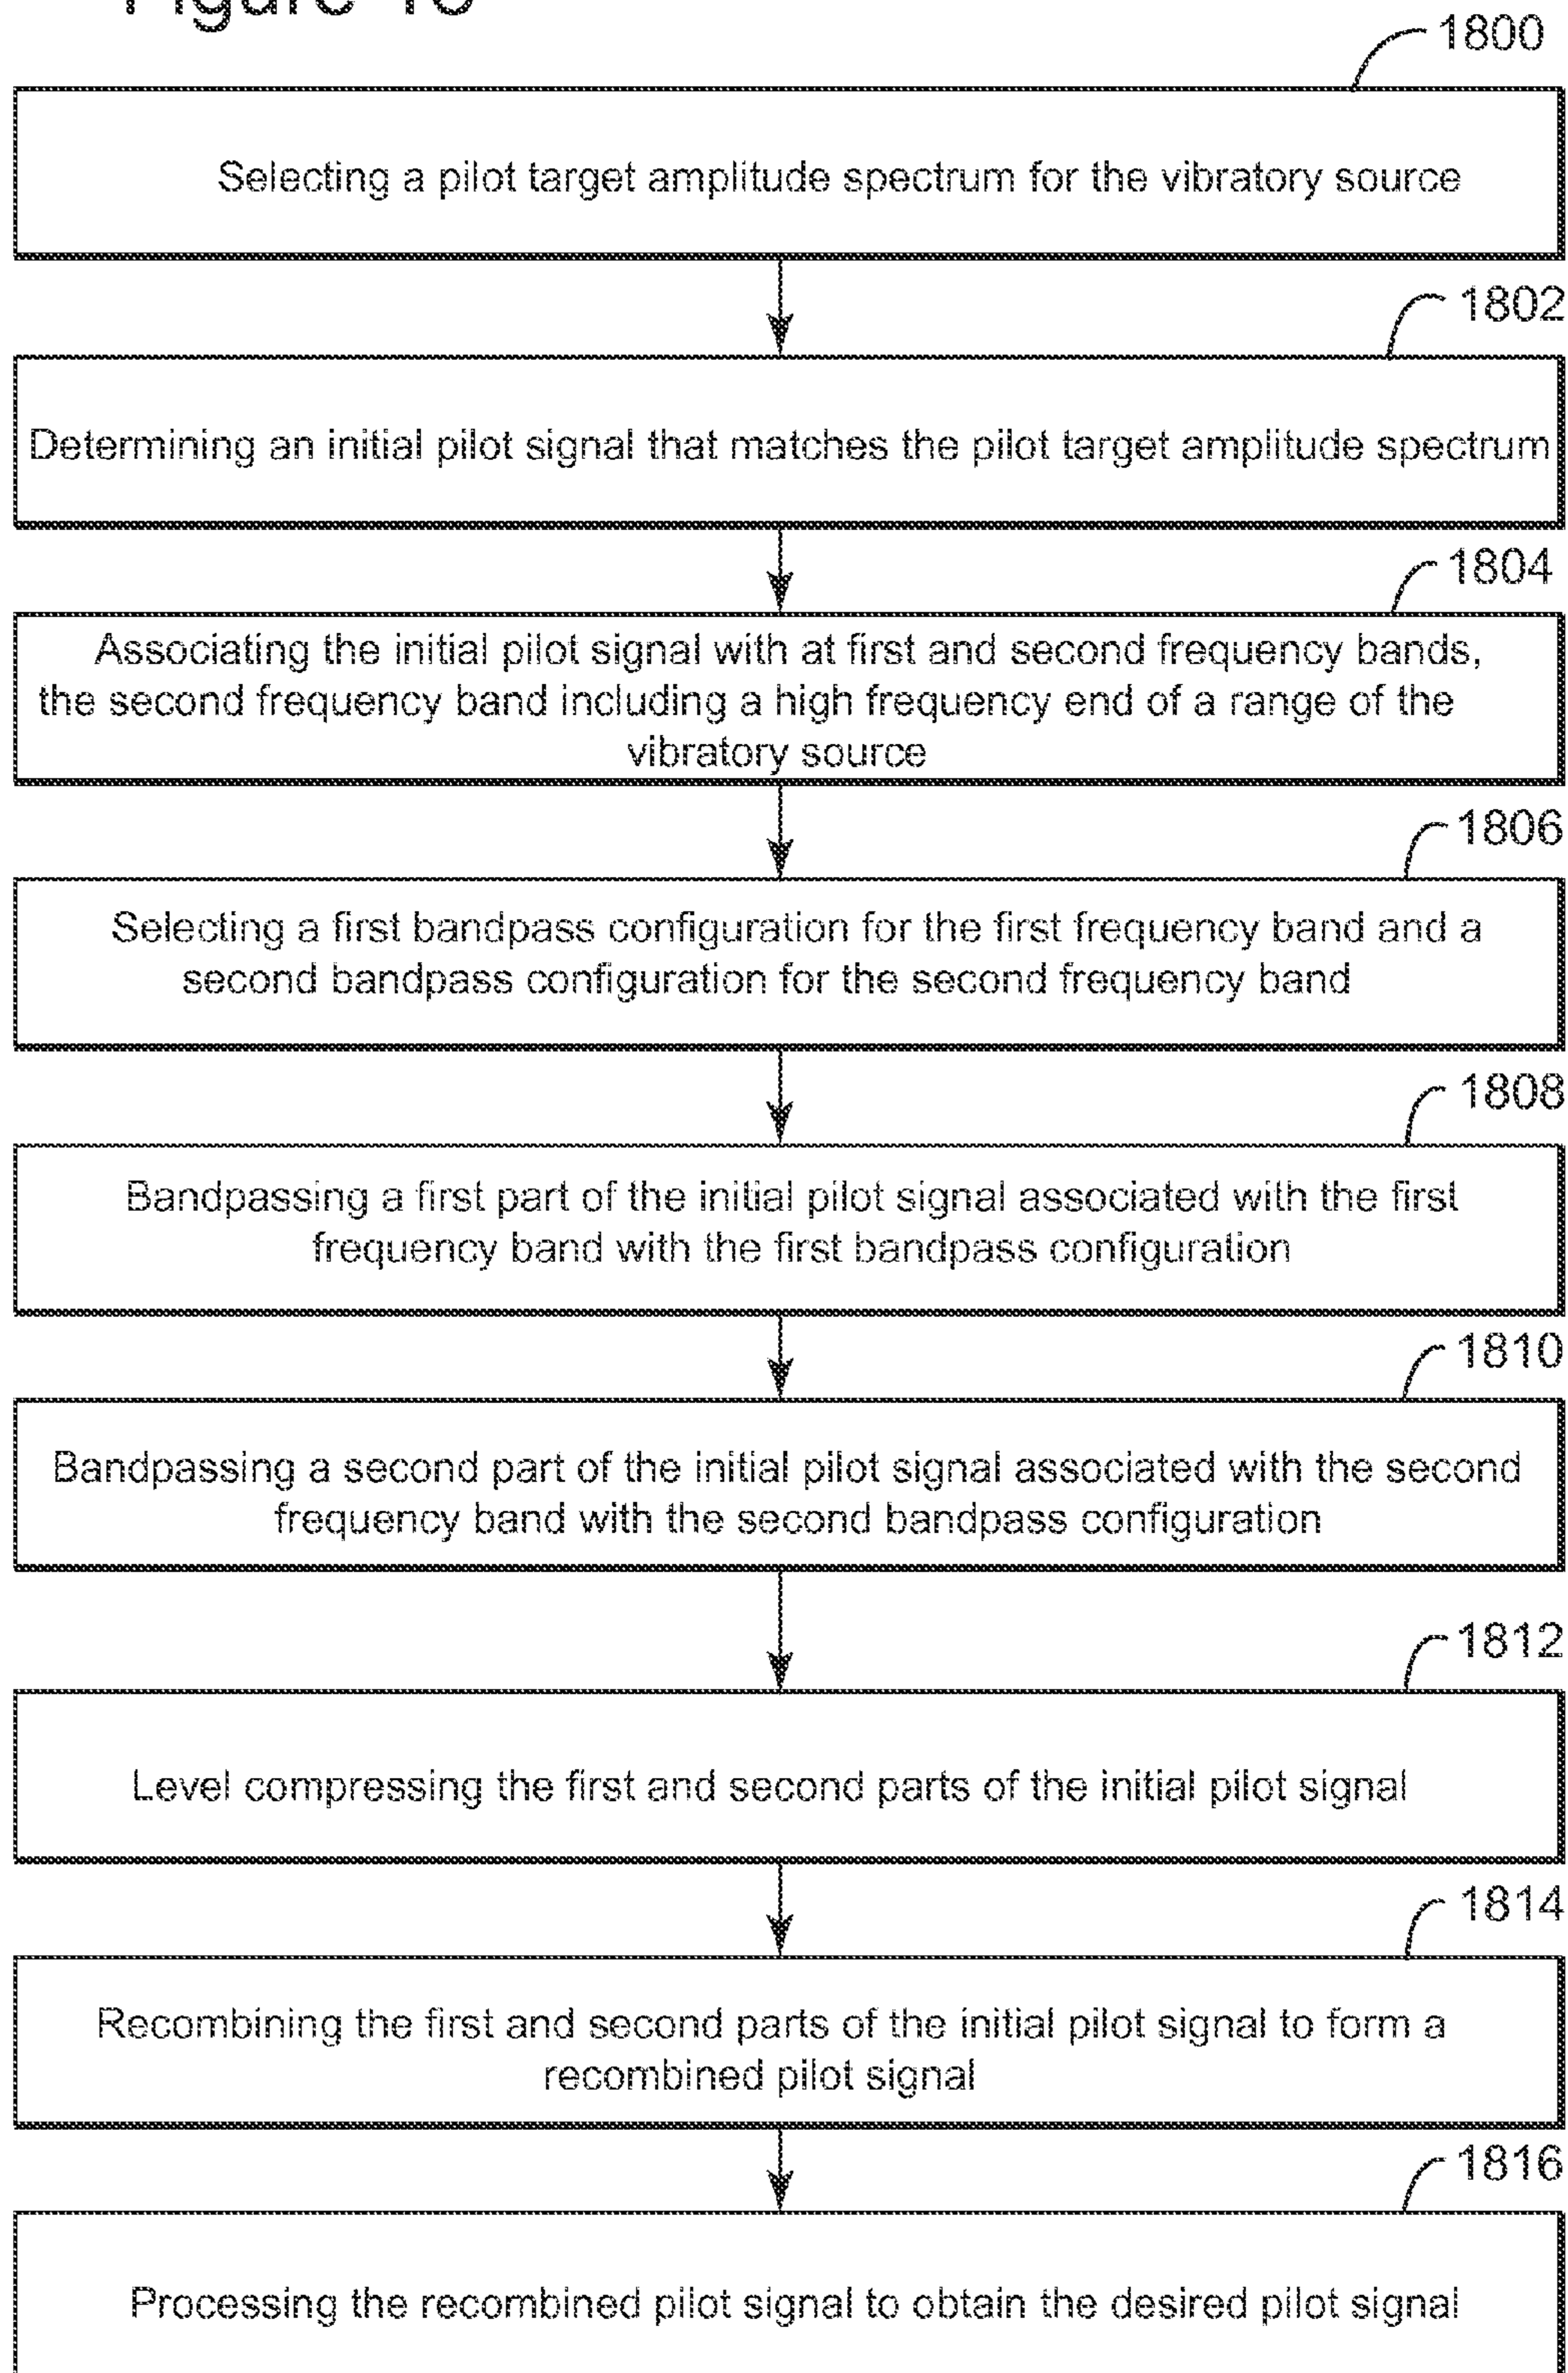 Figure 18
1800
Selecting a pilot target amplitude spectrum for the vibratory source
1802
Determining an initial pilot signal that matches the pilot target amplitude spectrum
1804
Associating the initial pilot signal with at first and second frequency bands,
the second frequency band including a high frequency end of a range of the
vibratory source
1806
Selecting a first bandpass configuration for the first frequency band and a
second bandpass configuration for the second frequency band
1808
Bandpassing a first part of the initial pilot signal associated with the first
frequency band with the first bandpass configuration
1810
Bandpassing a second part of the initial pilot signal associated with the second
frequency band with the second bandpass configuration
1812
Level compressing the first and second parts of the initial pilot signal
1814
Recombining the first and second parts of the initial pilot signal to form a
recombined pilot signal
1816
Processing the recombined pilot signal to obtain the desired pilot signal